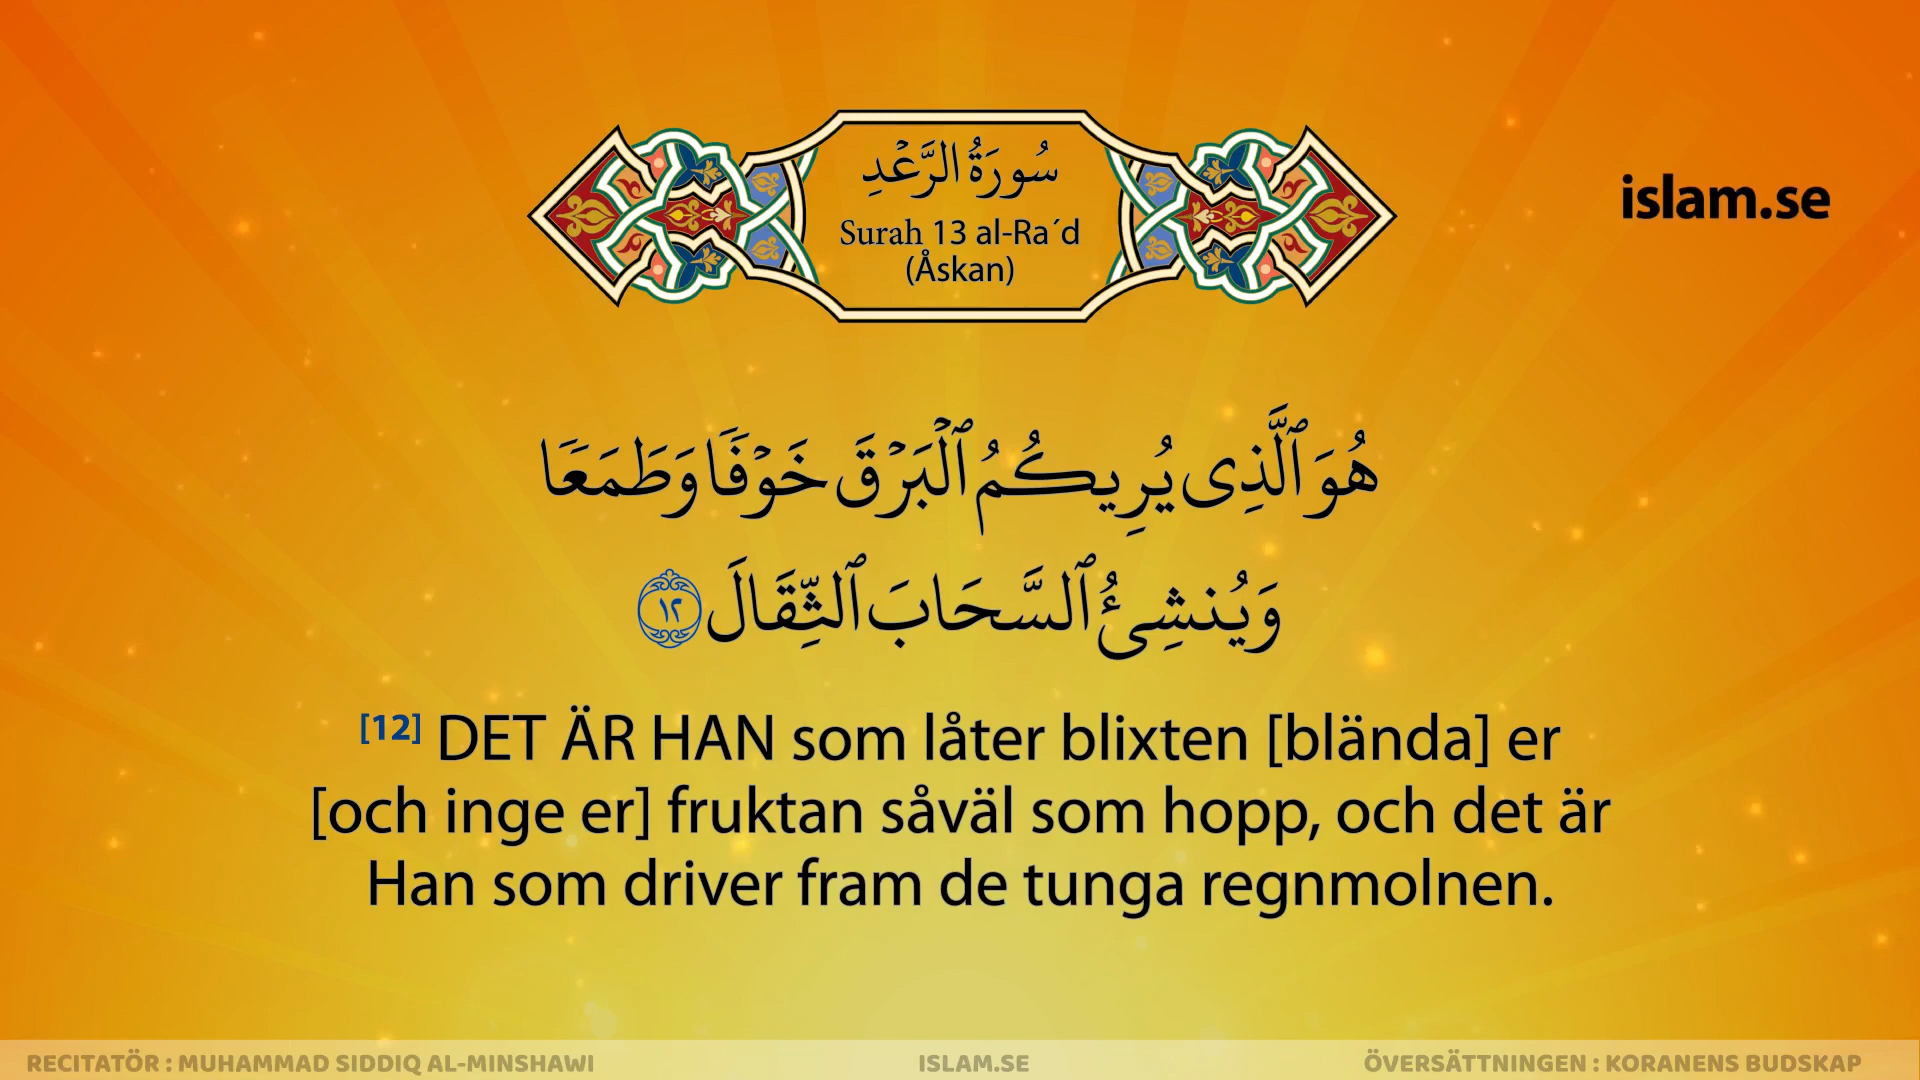 سُورَةُ الرَّعْدِ
Surah 13 al-Ra´d
(Åskan)
islam.se
هُوَ ٱلَّذِى يُرِيكُمُ ٱلْبَرْقَ خَوْفًا وَطَمَعًا
وَيُنشِئُ ٱلسَّحَابَ ٱلثِّقَالَ ١٢
[12] DET ÄR HAN som låter blixten [blända] er
[och inge er] fruktan såväl som hopp, och det är
Han som driver fram de tunga regnmolnen.
RECITATÖR : MUHAMMAD SIDDIQ AL-MINSHAWI
ISLAM.SE
ÖVERSÄTTNINGEN : KORANENS BUDSKAP